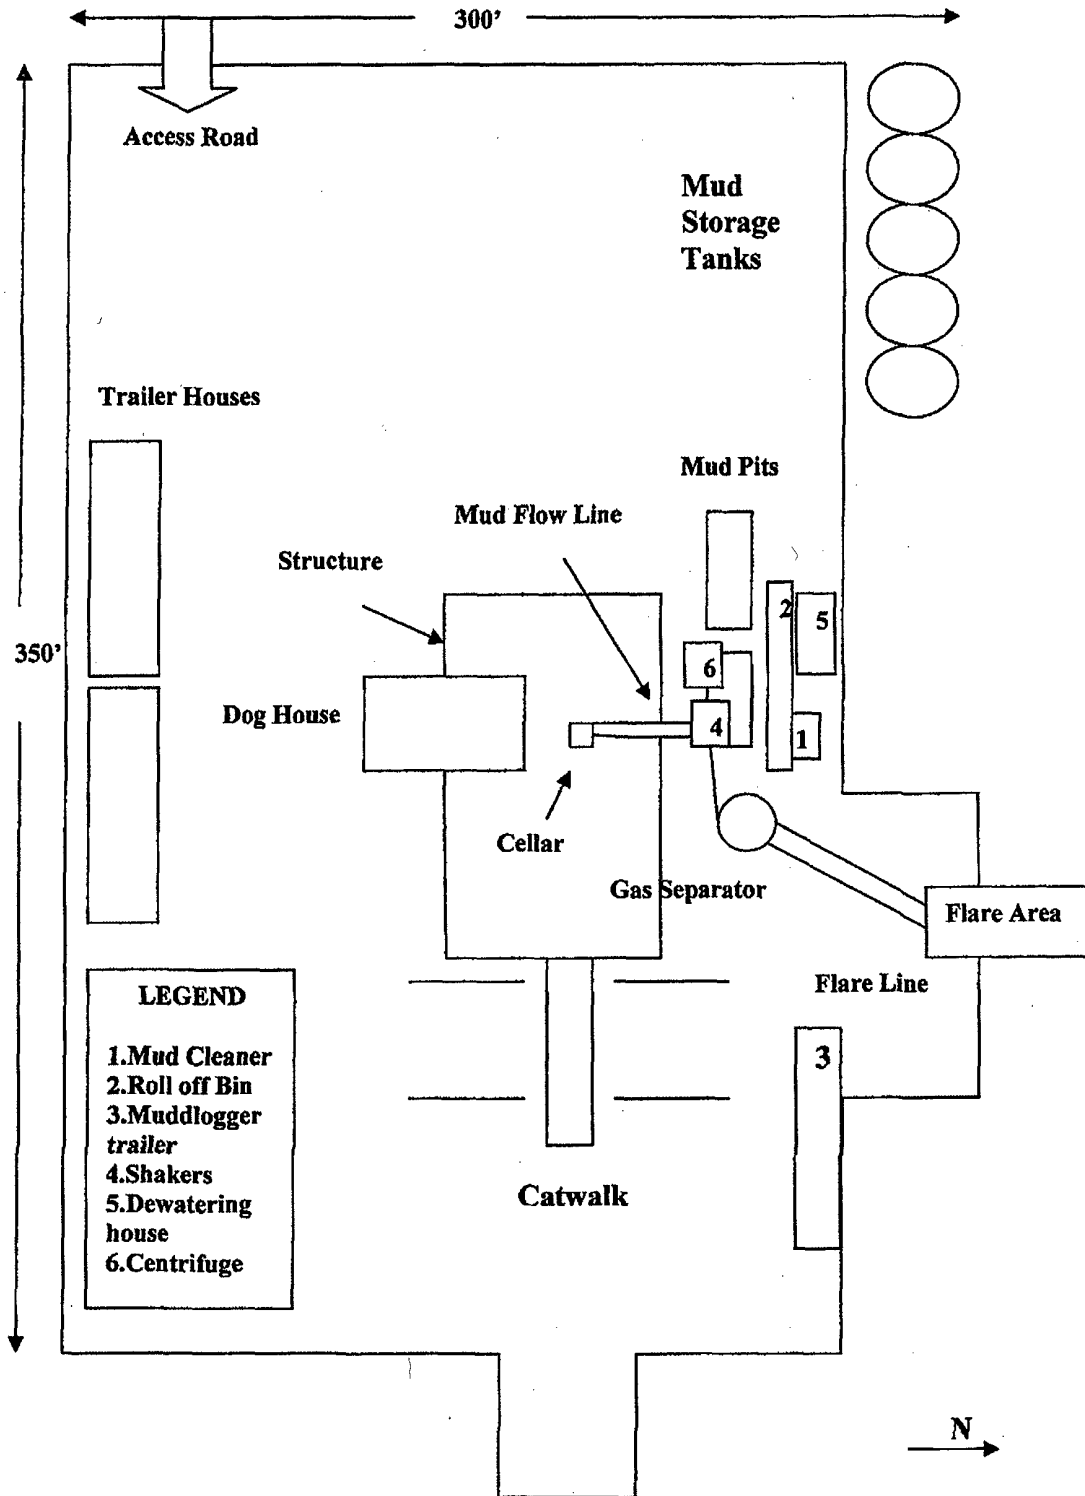 300'
Access Road
Mud
Storage
Tanks
Trailer Houses
Mud Pits
Mud Flow Line
Structure
2
5
350'
6
Dog House
4
1
Cellar
Gas Separator
Flare Area
Flare Line
LEGEND
1.Mud Cleaner
2.Roll off Bin
3.Muddlogger
trailer
4.Shakers
5.Dewatering
house
6.Centrifuge
3
Catwalk
N